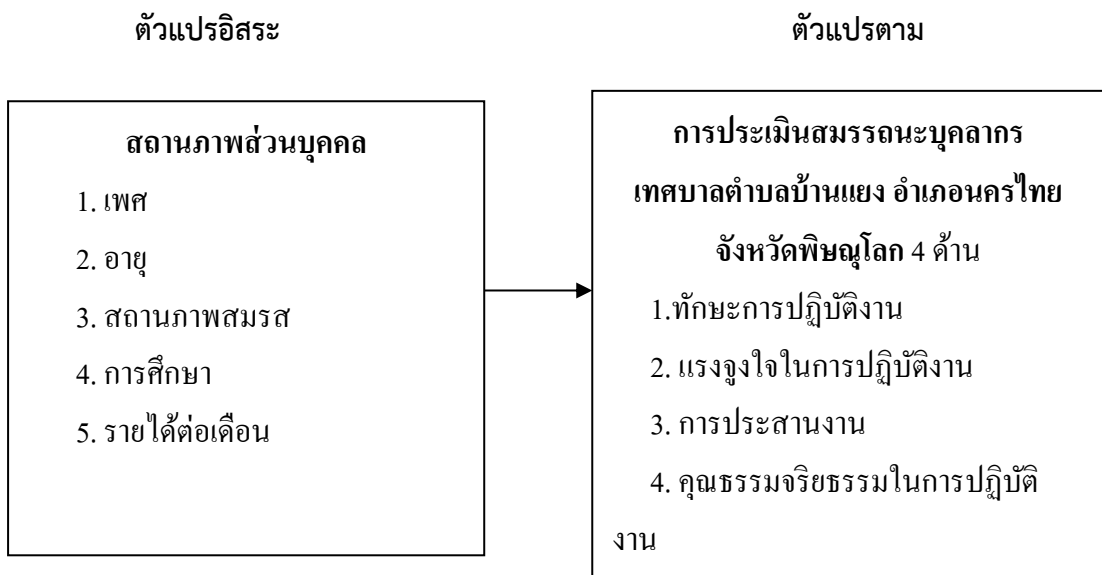 ตัวแปรอิสระ
ตัวแปรตาม
สถานภาพส่วนบุคคล
1. เพศ
2. อายุ
3. สถานภาพสมรส
4. การศึกษา
5. รายได้ต่อเดือน
การประเมินสมรรถนะบุคลากร
เทศบาลตำบลบ้านแยง อำเภอนครไทย
จังหวัดพิษณุโลก 4 ด้าน
1.ทักษะการปฏิบัติงาน
2. แรงจูงใจในการปฏิบัติงาน
3. การประสานงาน
4. คุณธรรมจริยธรรมในการปฏิบัติ
งาน